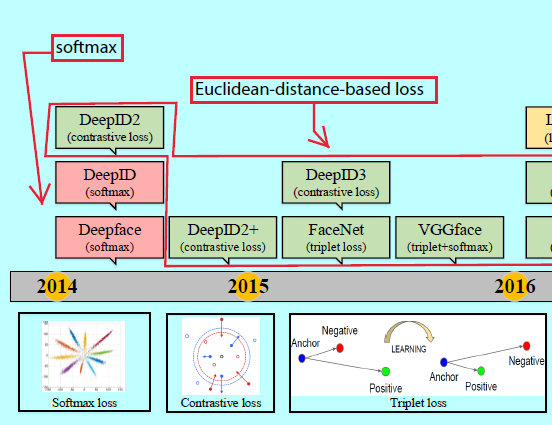 softmax
Euclidean-distance-based loss
DeepID2
(contrastive loss)
DeepID
(softmax)
DeepID3
(contrastive loss)
Deepface
(softmax)
DeepID2+
(contrastive loss)
FaceNet
(triplet loss)
VGGface
(triplet+softmax)
2014
2015
2016
Softmax loss
Contrastive loss
Anchor
Negative
Positive
LEARNING
Anchor
Positive
Negative
Triplet loss